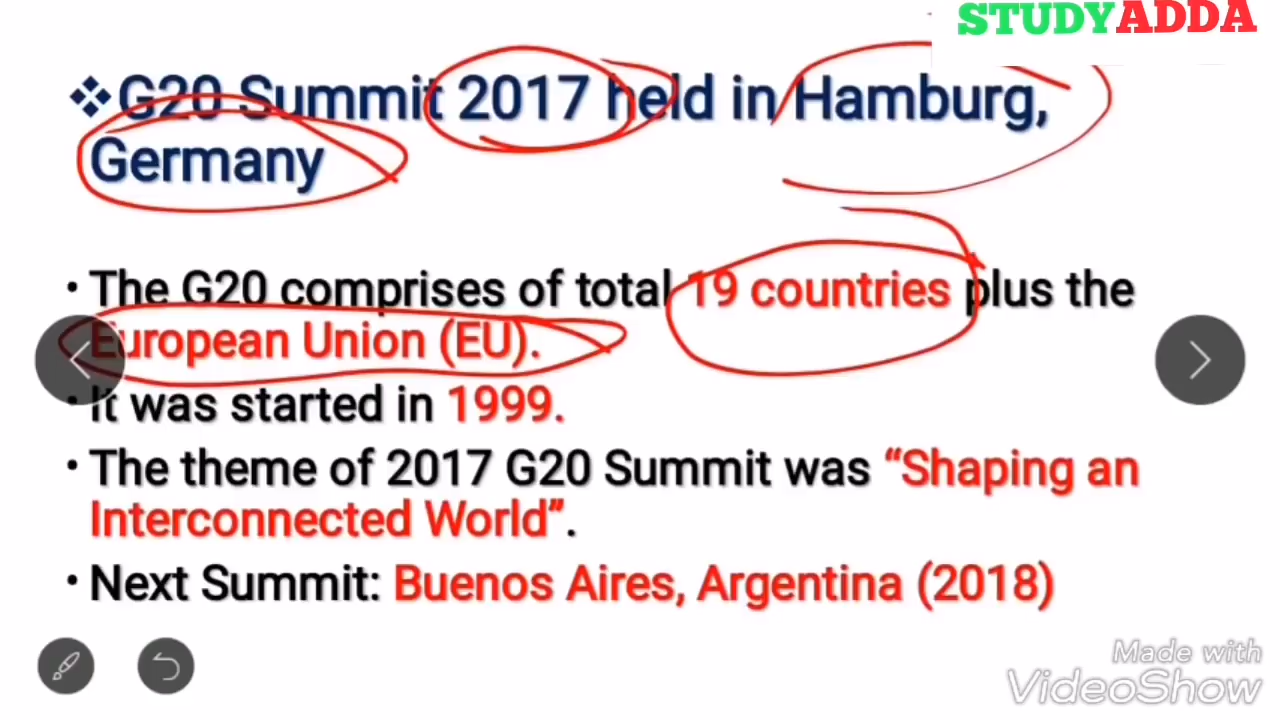 STUDYADDA
❖G20 Summit 2017 held in Hamburg,
Germany
• The G20 comprises of total 19 countries plus the
European Union (EU).
• It was started in 1999.
• The theme of 2017 G20 Summit was “Shaping an
Interconnected World”.
• Next Summit: Buenos Aires, Argentina (2018)
Made with
VideoShow